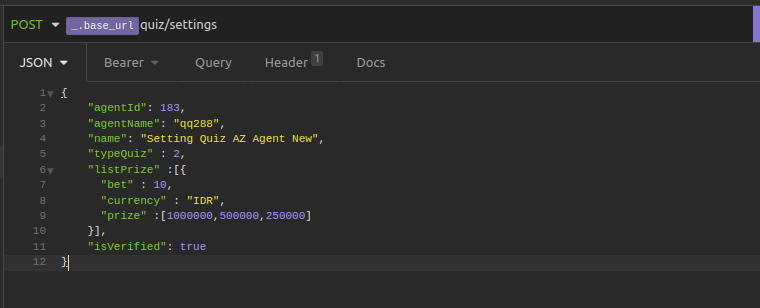 POST _.base_url quiz/settings
JSON Bearer Query Header 1 Docs
1 {
2 "agentId": 183,
3 "agentName": "qq288",
4 "name": "Setting Quiz AZ Agent New",
5 "typeQuiz" : 2,
6 "listPrize" :[{
7 "bet" : 10,
8 "currency" : "IDR",
9 "prize" :[1000000,500000,250000]
10 }],
11 "isVerified": true
12 }